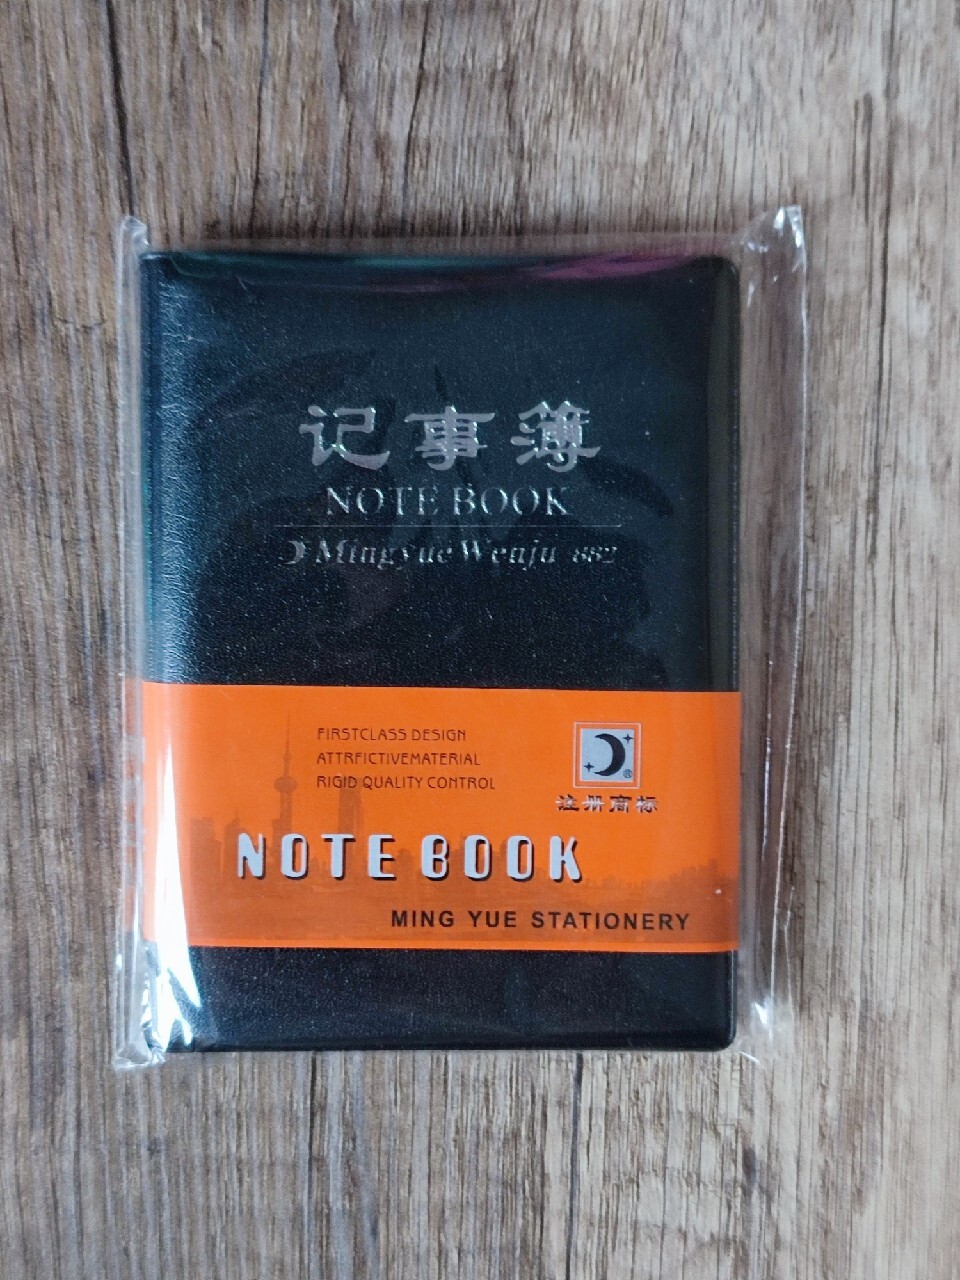 记事簿
NOTE BOOK
Mingyue Wenju 882
FIRSTCLASS DESIGN
ATTRFICTIVEMATERIAL
RIGID QUALITY CONTROL
®
注册商标
NOTE BOOK
MING YUE STATIONERY